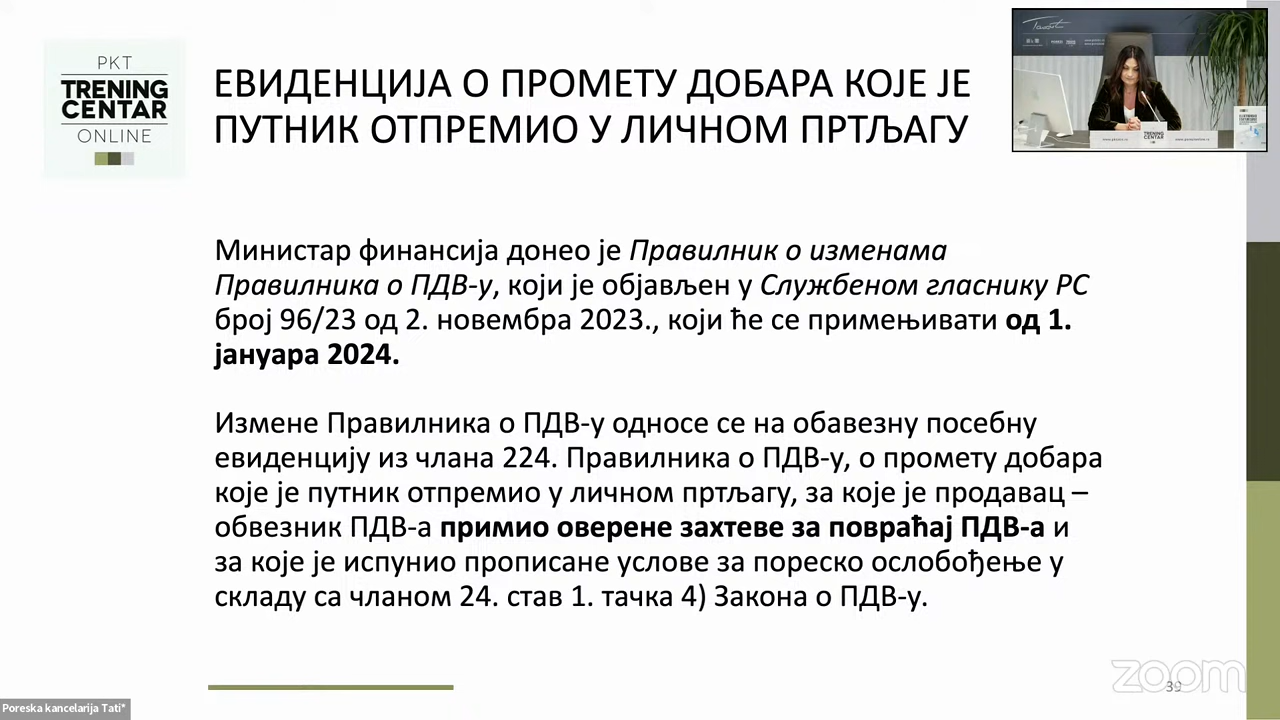 PKT
TRENING
CENTAR
ONLINE
ЕВИДЕНЦИЈА О ПРОМЕТУ ДОБАРА КОЈЕ ЈЕ
ПУТНИК ОТПРЕМИО У ЛИЧНОМ ПРТЉАГУ
Министар финансија донео је Правилник о изменама
Правилника о ПДВ-у, који је објављен у Службеном гласнику РС
број 96/23 од 2. новембра 2023., који ће се примењивати од 1.
јануара 2024.
Измене Правилника о ПДВ-у односе се на обавезну посебну
евиденцију из члана 224. Правилника о ПДВ-у, о промету добара
које је путник отпремио у личном пртљагу, за које је продавац –
обвезник ПДВ-а примио оверене захтеве за повраћај ПДВ-а и
за које је испунио прописане услове за пореско ослобођење у
складу са чланом 24. став 1. тачка 4) Закона о ПДВ-у.
TRENING
CENTAR
zoom
39
Poreska kancelarija Tati*